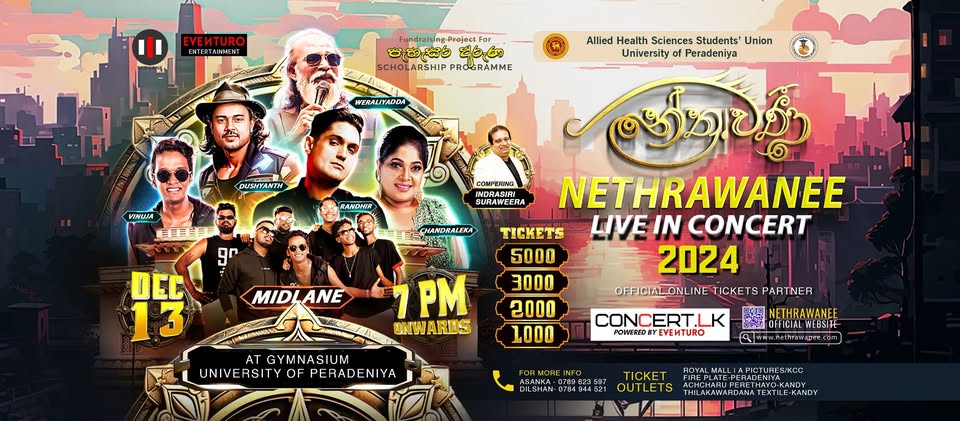 EVENTURO
ENTERTAINMENT
Fundraising Project For
පැහැසර අරුණ
SCHOLARSHIP PROGRAMME
Allied Health Sciences Students' Union
University of Peradeniya
WERALIYADDA
DUSHYANTH
VINUJA
RANDHIR
CHANDRALEKA
COMPERING
INDRASIRI
SURAWEERA
නේත්‍රාවණී
NETHRAWANEE
LIVE IN CONCERT
2024
TICKETS
5000
3000
2000
1000
DEC
13
MIDLANE
7 PM
ONWARDS
AT GYMNASIUM
UNIVERSITY OF PERADENIYA
OFFICIAL ONLINE TICKETS PARTNER
CONCERT.LK
POWERED BY EVENTURO
NETHRAWANEE
OFFICIAL WEBSITE
www.nethrawanee.com
FOR MORE INFO
ASANKA - 0789 623 597
DILSHAN- 0784 944 521
TICKET
OUTLETS
ROYAL MALL I A PICTURES/KCC
FIRE PLATE-PERADENIYA
ACHCHARU PERETHAYO-KANDY
THILAKAWARDANA TEXTILE-KANDY